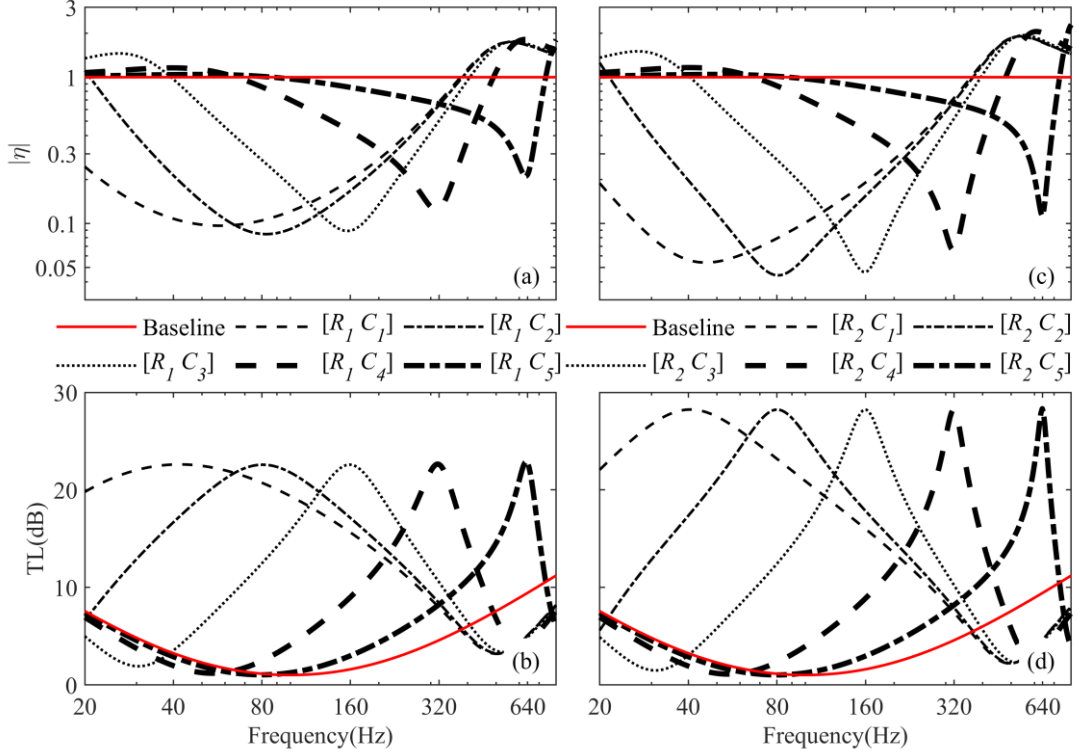 3
1
0.3
0.1
0.05
|η|
(a)
(c)
Baseline [R1 C1] [R1 C2] Baseline [R2 C1] [R2 C2]
[R1 C3] [R1 C4] [R1 C5] [R2 C3] [R2 C4] [R2 C5]
30
20
10
0
TL(dB)
(b)
(d)
20 40 80 160 320 640 20 40 80 160 320 640
Frequency(Hz) Frequency(Hz)